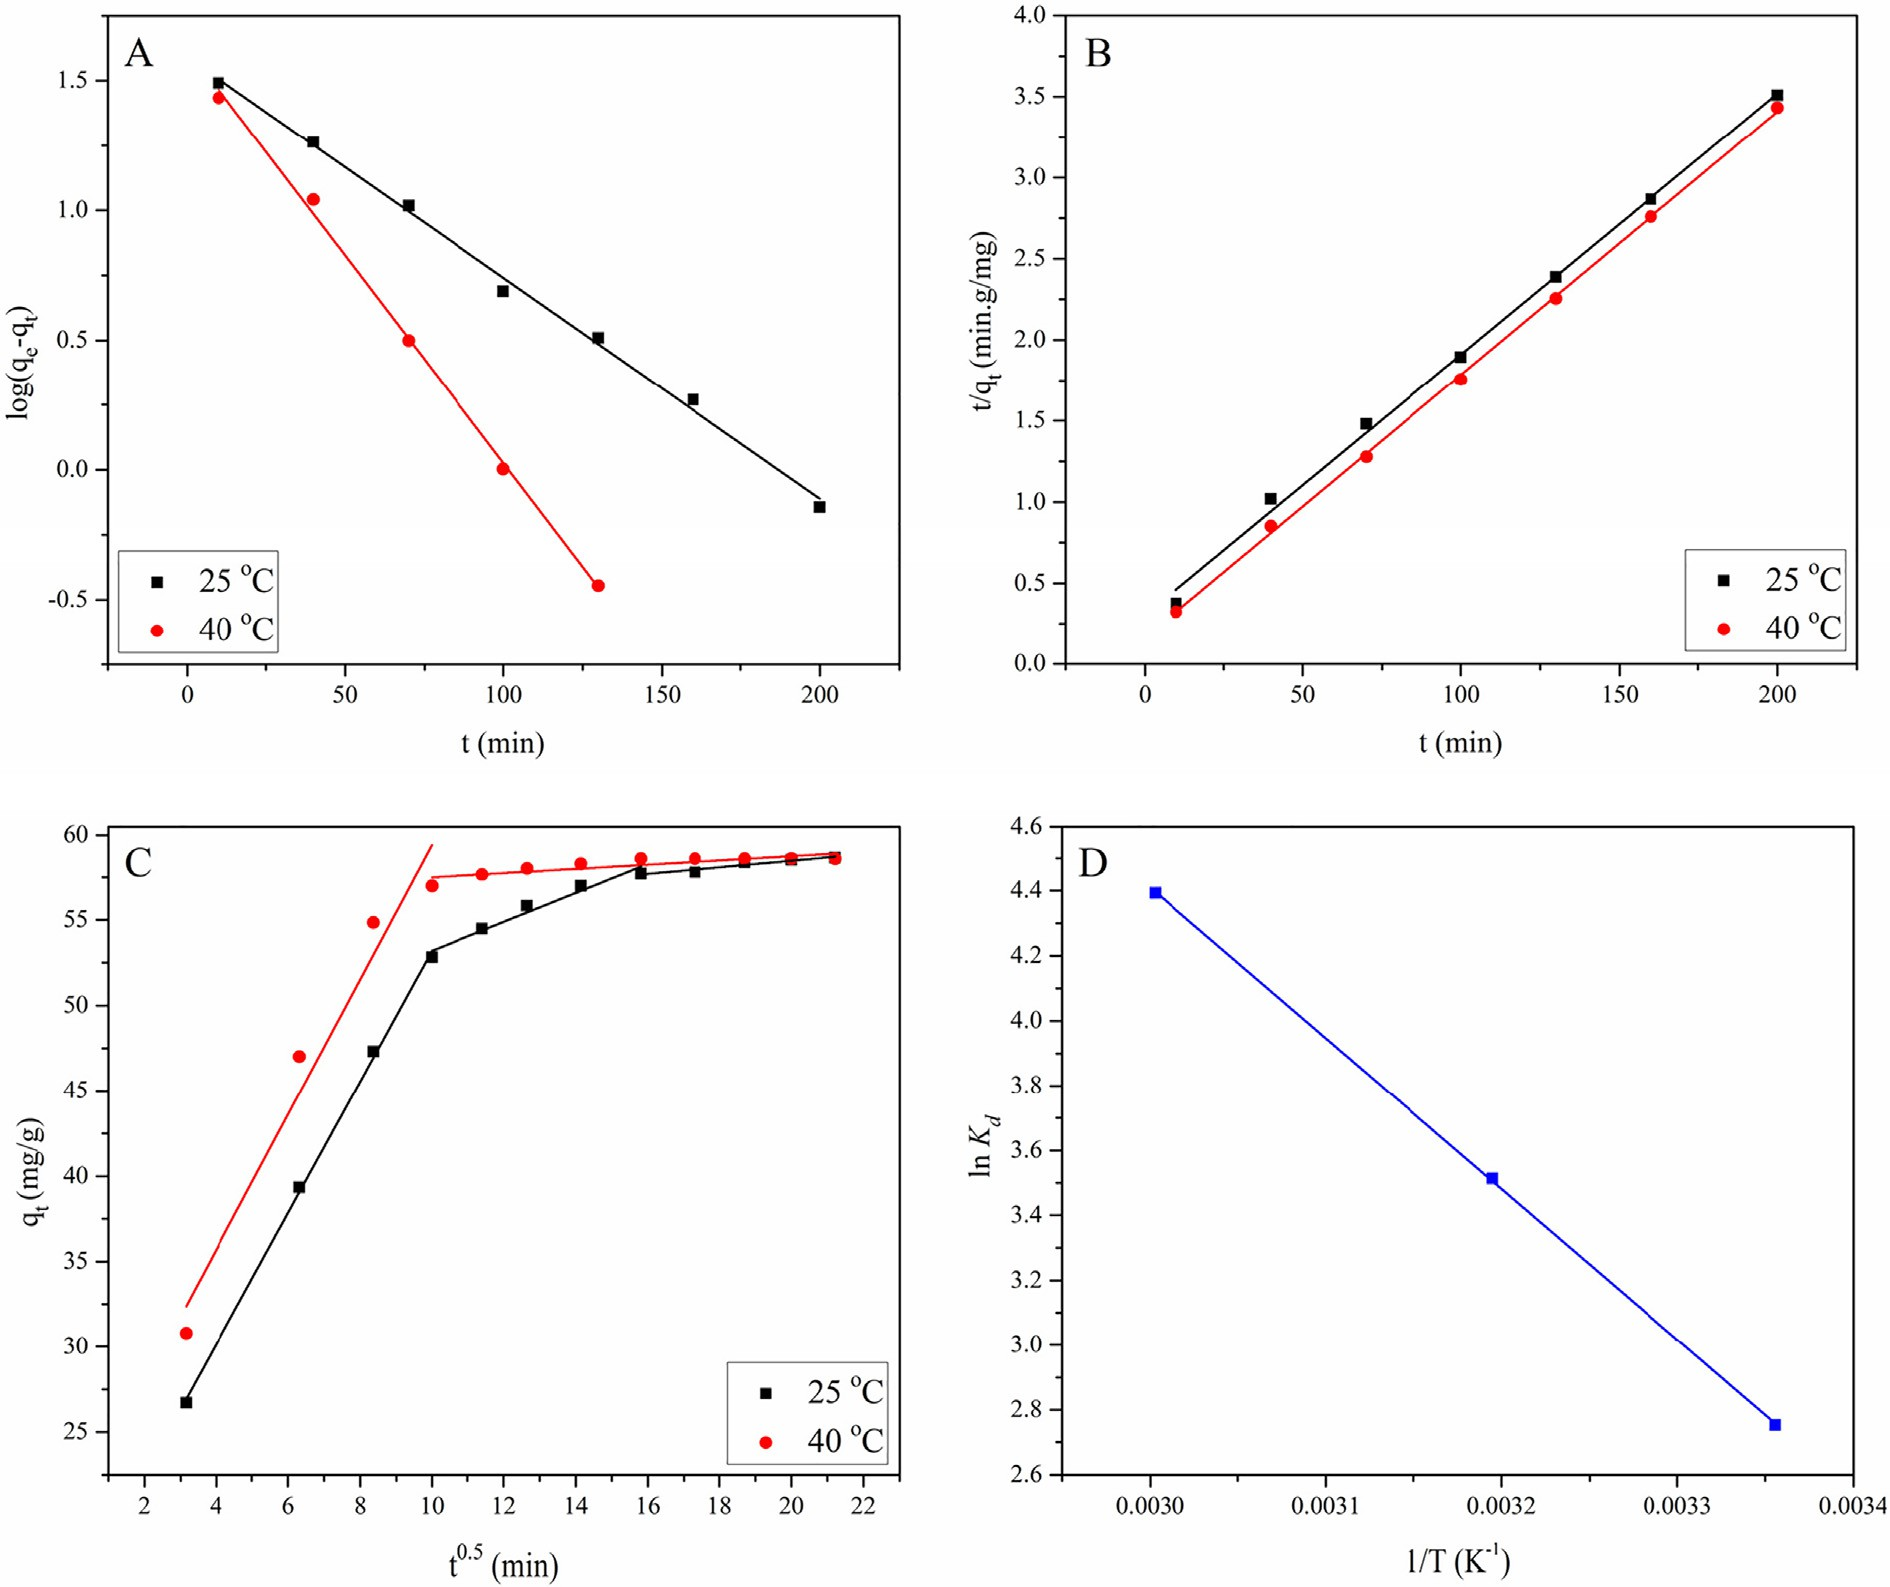 A
1.5
1.0
0.5
0.0
-0.5
log(qe-qt)
25 °C
40 °C
0 50 100 150 200
t (min)
B
4.0
3.5
3.0
2.5
2.0
1.5
1.0
0.5
0.0
t/qt (min.g/mg)
25 °C
40 °C
0 50 100 150 200
t (min)
C
60
55
50
45
40
35
30
25
qt (mg/g)
25 °C
40 °C
2 4 6 8 10 12 14 16 18 20 22
t0.5 (min)
D
4.6
4.4
4.2
4.0
3.8
3.6
3.4
3.2
3.0
2.8
2.6
ln Kd
0.0030 0.0031 0.0032 0.0033 0.0034
1/T (K-1)